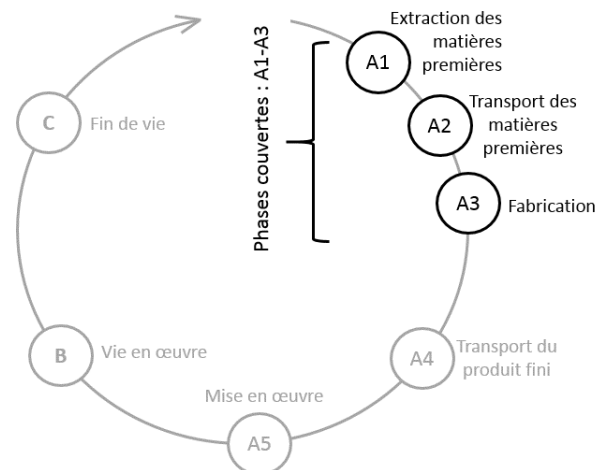 Extraction des
matières
premières
A1
Transport des
matières
premières
A2
A3
Fabrication
Phases couvertes : A1-A3
C
Fin de vie
B
Vie en œuvre
A4
Transport du
produit fini
Mise en œuvre
A5